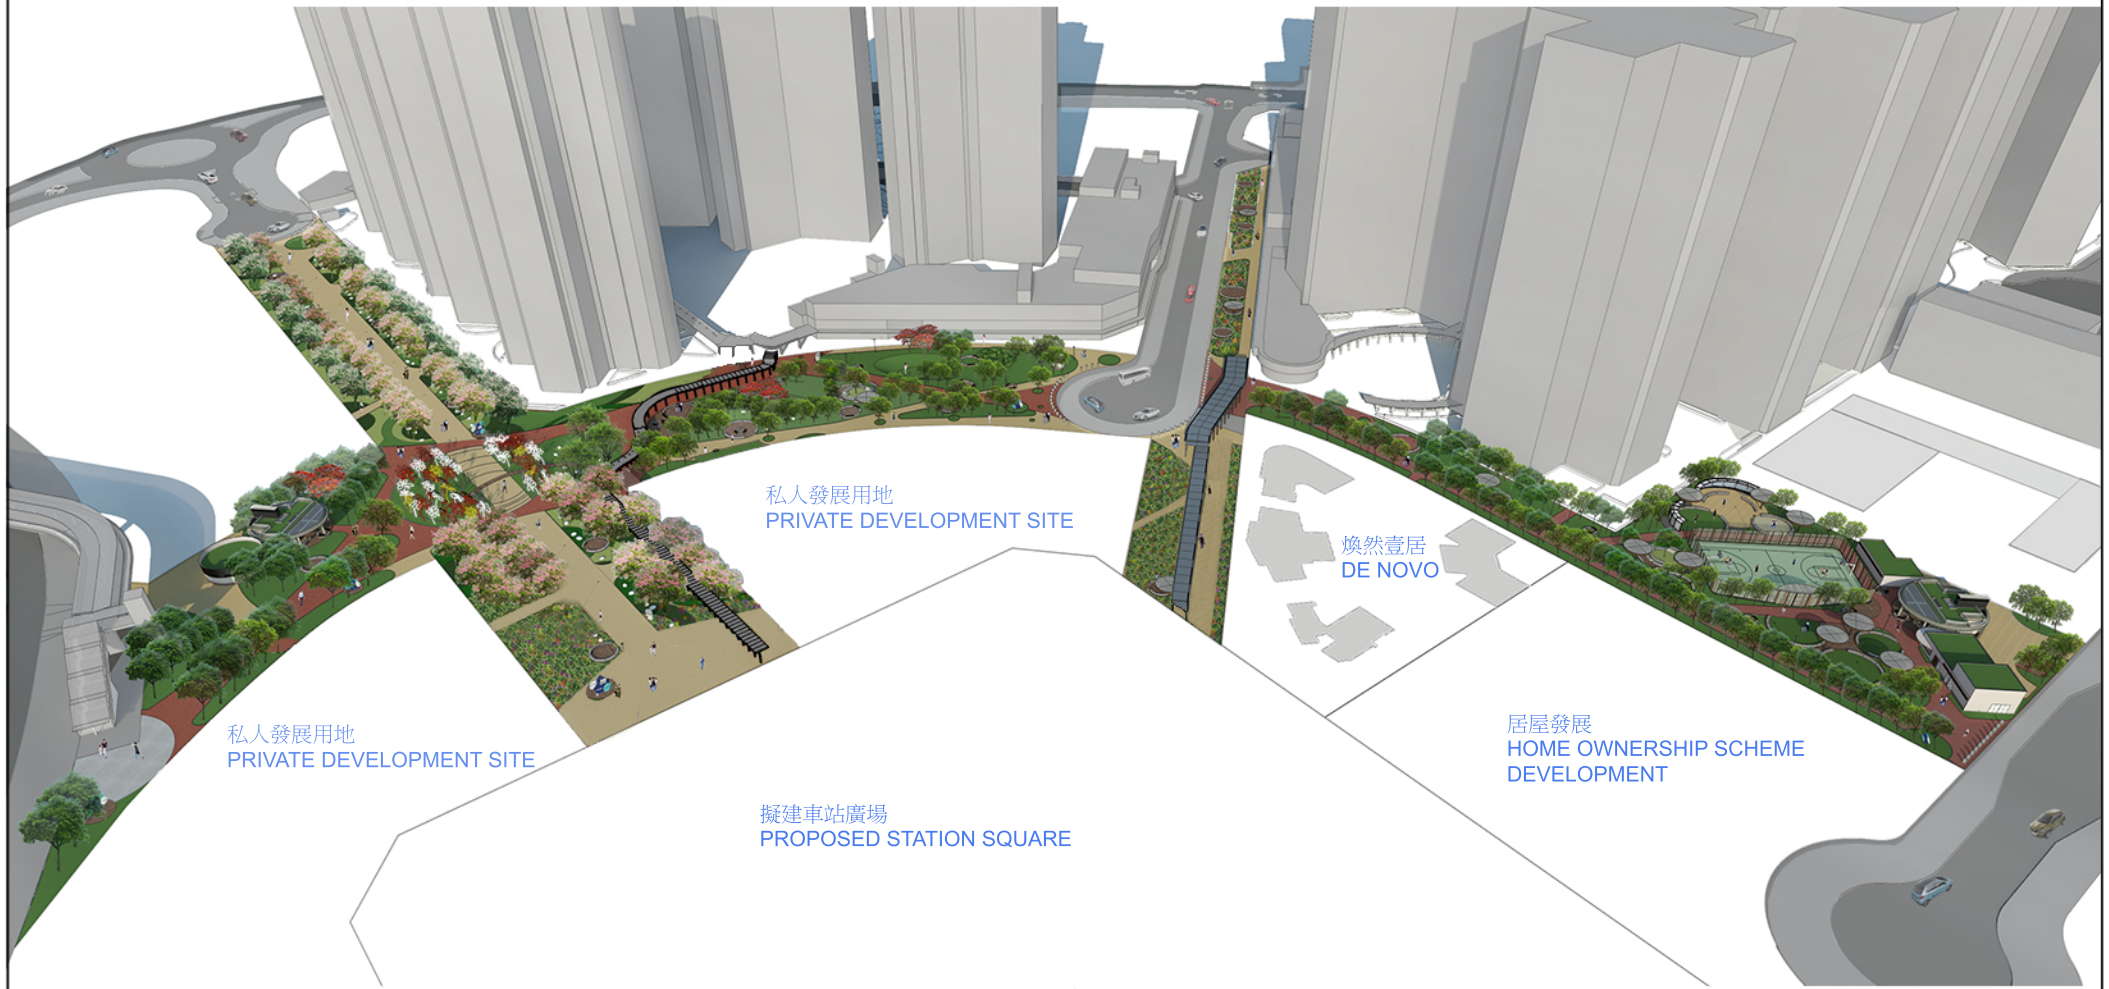 私人發展用地
PRIVATE DEVELOPMENT SITE
煥然壹居
DE NOVO
私人發展用地
PRIVATE DEVELOPMENT SITE
居屋發展
HOME OWNERSHIP SCHEME
DEVELOPMENT
擬建車站廣場
PROPOSED STATION SQUARE